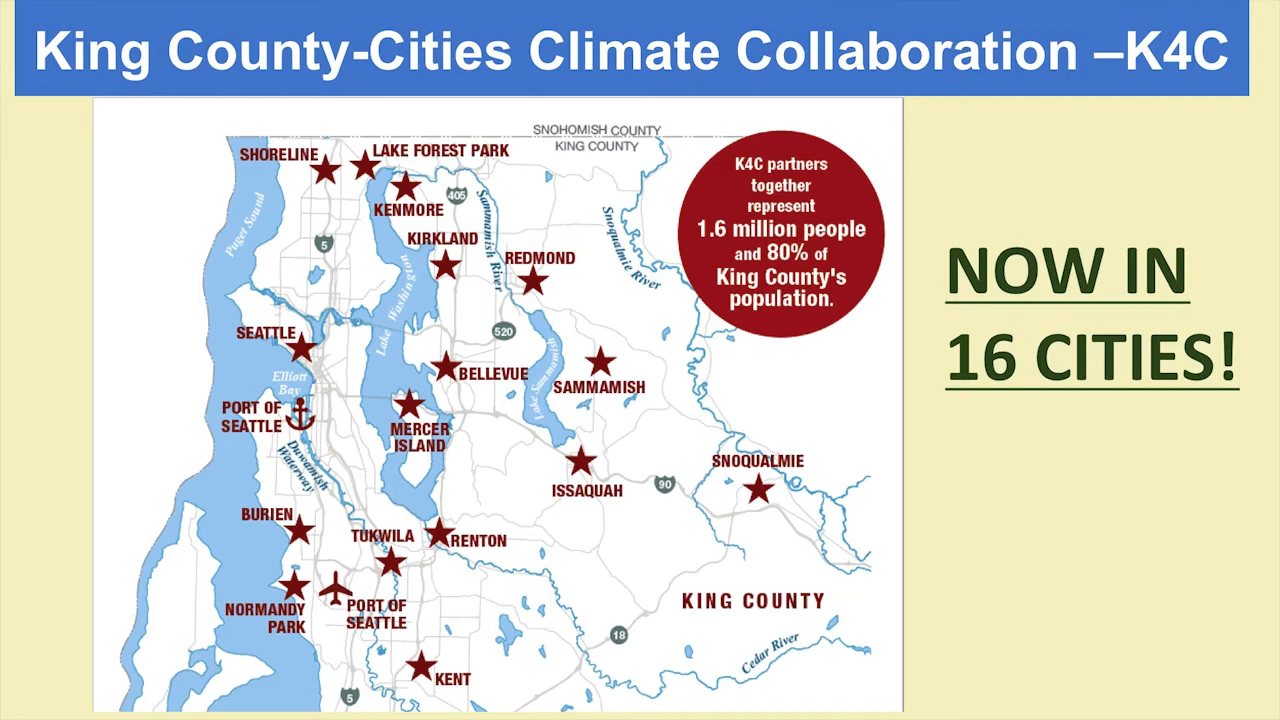 King County-Cities Climate Collaboration –K4C
SNOHOMISH COUNTY
KING COUNTY
SHORELINE
LAKE FOREST PARK
KENMORE
405
Puget Sound
5
KIRKLAND
Sammamish River
REDMOND
Snoqualmie River
K4C partners
together
represent
1.6 million people
and 80% of
King County's
population.
NOW IN
16 CITIES!
Lake Washington
SEATTLE
520
Elliott
Bay
BELLEVUE
Lake Sammamish
SAMMAMISH
PORT OF
SEATTLE
MERCER
ISLAND
Duwamish
Waterway
ISSAQUAH
90
SNOQUALMIE
BURIEN
TUKWILA
RENTON
NORMANDY
PARK
PORT OF
SEATTLE
KING COUNTY
18
Cedar River
KENT
5